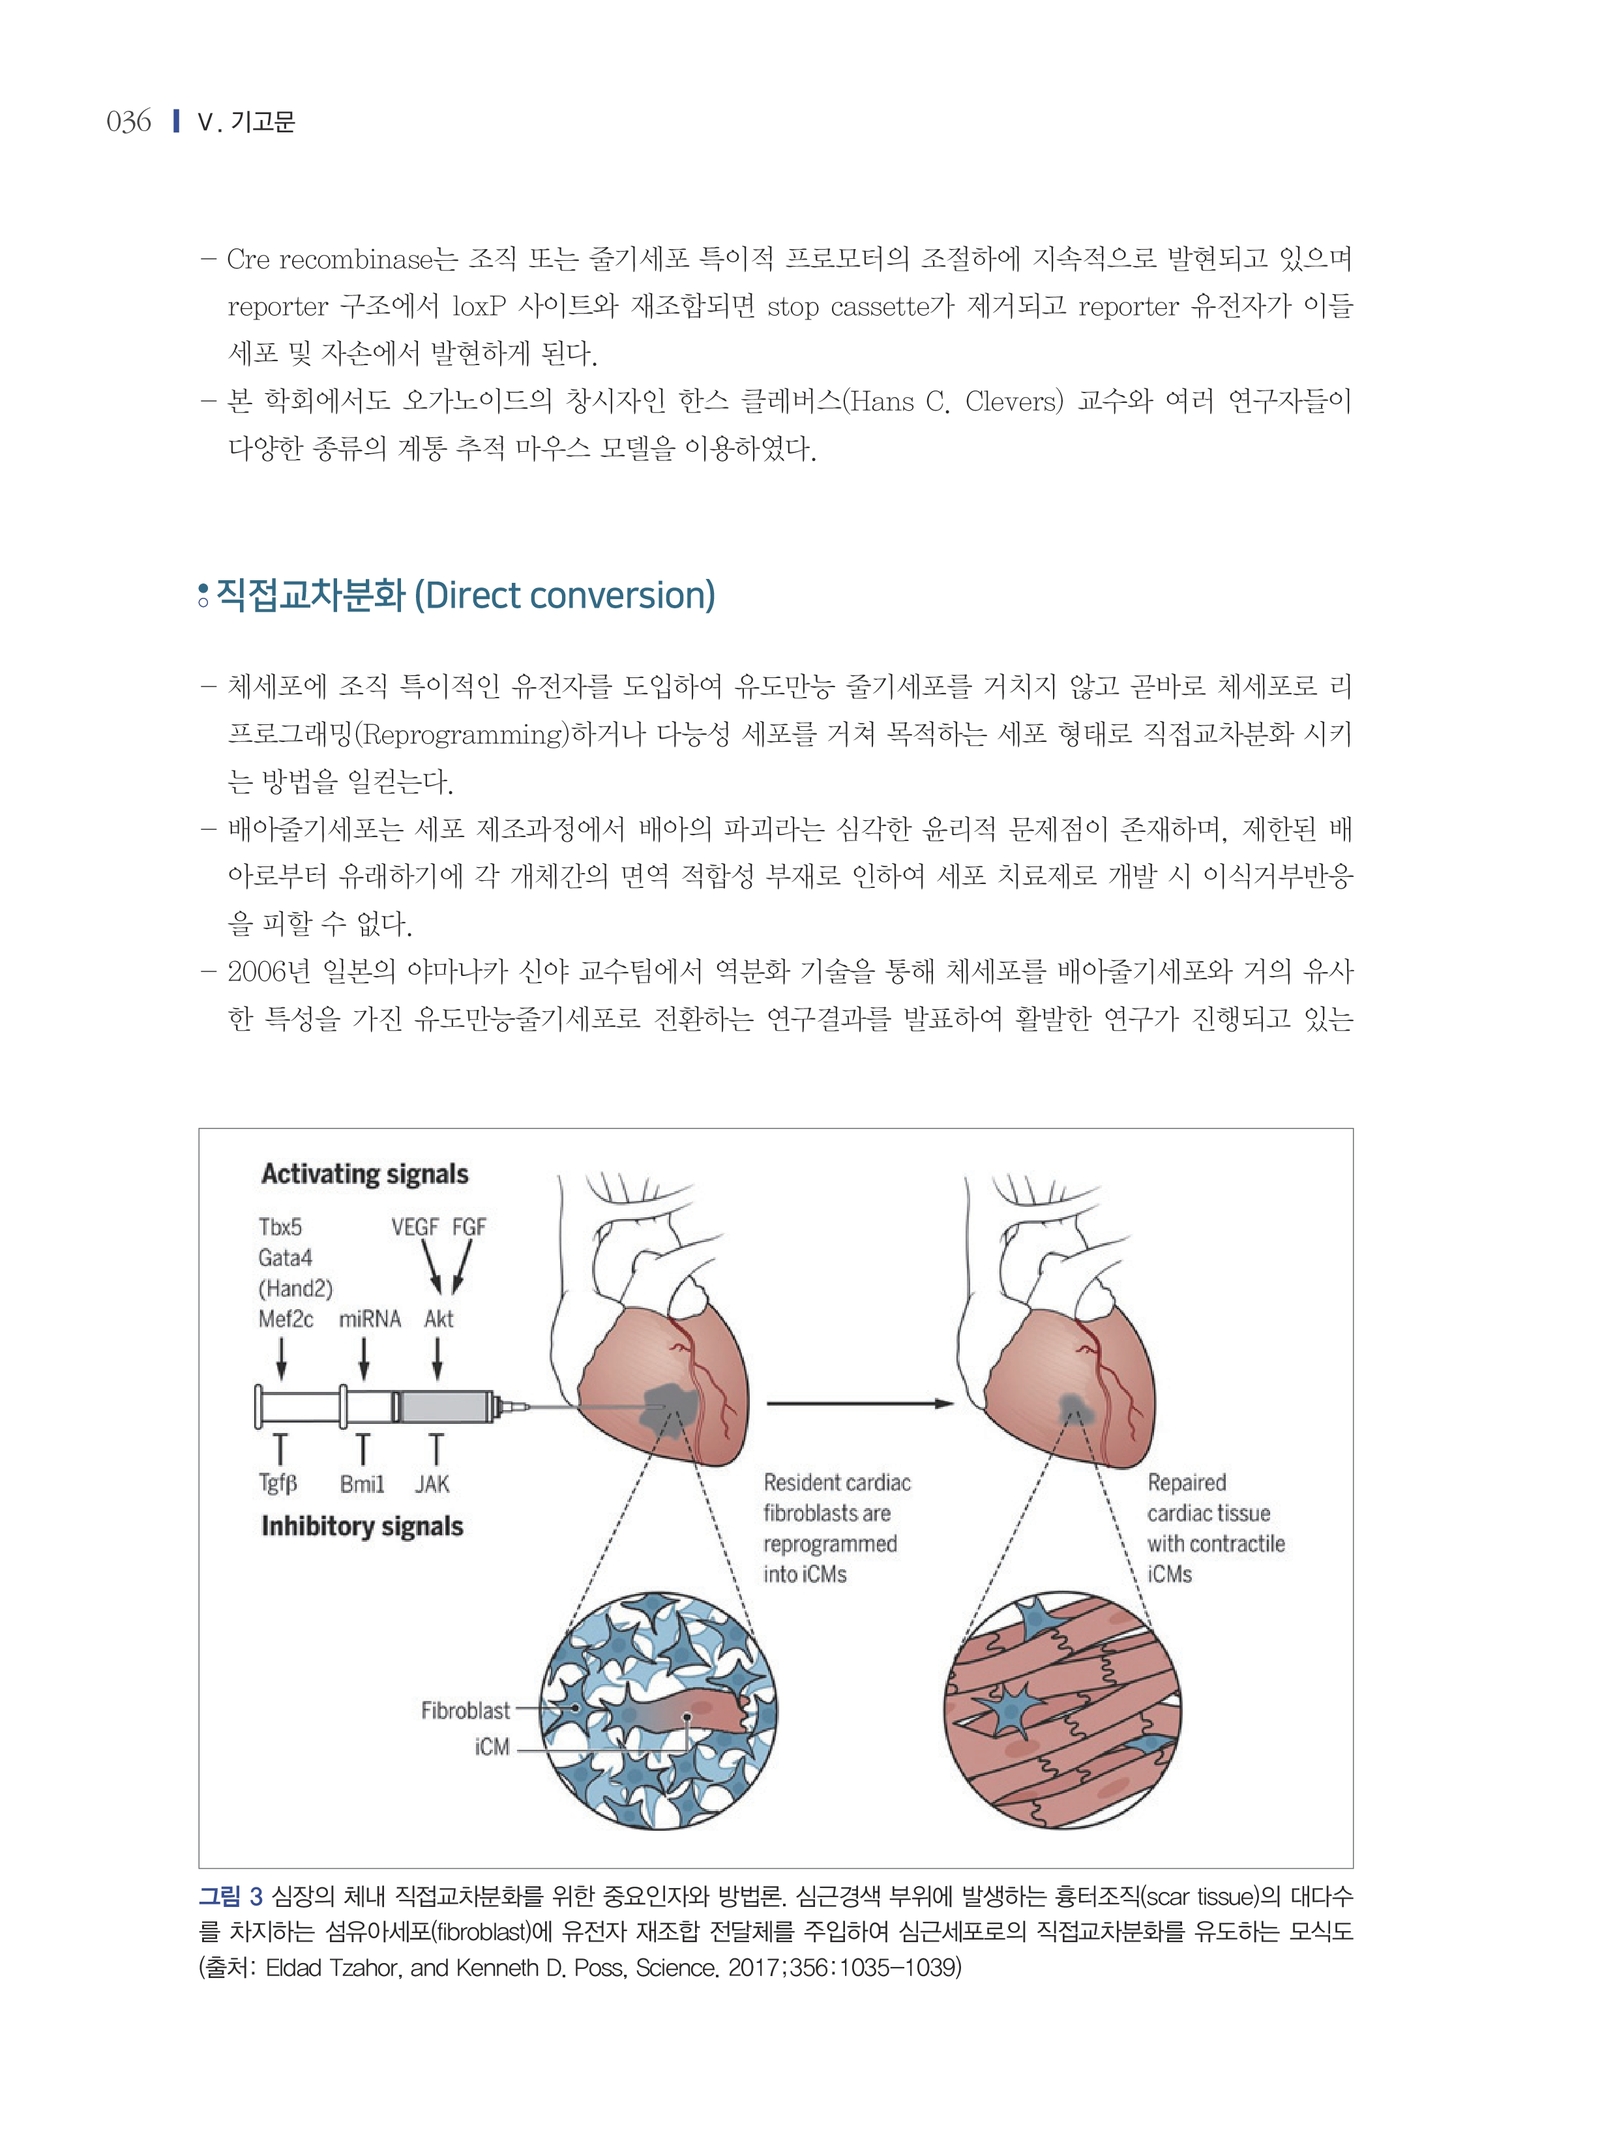 036 V. 기고문
– Cre recombinase는 조직 또는 줄기세포 특이적 프로모터의 조절하에 지속적으로 발현되고 있으며
reporter 구조에서 loxP 사이트와 재조합되면 stop cassette가 제거되고 reporter 유전자가 이들
세포 및 자손에서 발현하게 된다.
– 본 학회에서도 오가노이드의 창시자인 한스 클레버스(Hans C. Clevers) 교수와 여러 연구자들이
다양한 종류의 계통 추적 마우스 모델을 이용하였다.
직접교차분화 (Direct conversion)
– 체세포에 조직 특이적인 유전자를 도입하여 유도만능 줄기세포를 거치지 않고 곧바로 체세포로 리
프로그래밍(Reprogramming)하거나 다능성 세포를 거쳐 목적하는 세포 형태로 직접교차분화 시키
는 방법을 일컫는다.
– 배아줄기세포는 세포 제조과정에서 배아의 파괴라는 심각한 윤리적 문제점이 존재하며, 제한된 배
아로부터 유래하기에 각 개체간의 면역 적합성 부재로 인하여 세포 치료제로 개발 시 이식거부반응
을 피할 수 없다.
– 2006년 일본의 야마나카 신야 교수팀에서 역분화 기술을 통해 체세포를 배아줄기세포와 거의 유사
한 특성을 가진 유도만능줄기세포로 전환하는 연구결과를 발표하여 활발한 연구가 진행되고 있는
Activating signals
Tbx5 VEGF FGF
Gata4
(Hand2)
Mef2c miRNA Akt
Tgfβ Bmi1 JAK
Inhibitory signals
Resident cardiac
fibroblasts are
reprogrammed
into iCMs
Repaired
cardiac tissue
with contractile
iCMs
Fibroblast
iCM
그림 3 심장의 체내 직접교차분화를 위한 중요인자와 방법론. 심근경색 부위에 발생하는 흉터조직(scar tissue)의 대다수
를 차지하는 섬유아세포(fibroblast)에 유전자 재조합 전달체를 주입하여 심근세포로의 직접교차분화를 유도하는 모식도
(출처: Eldad Tzahor, and Kenneth D. Poss, Science. 2017;356:1035–1039)